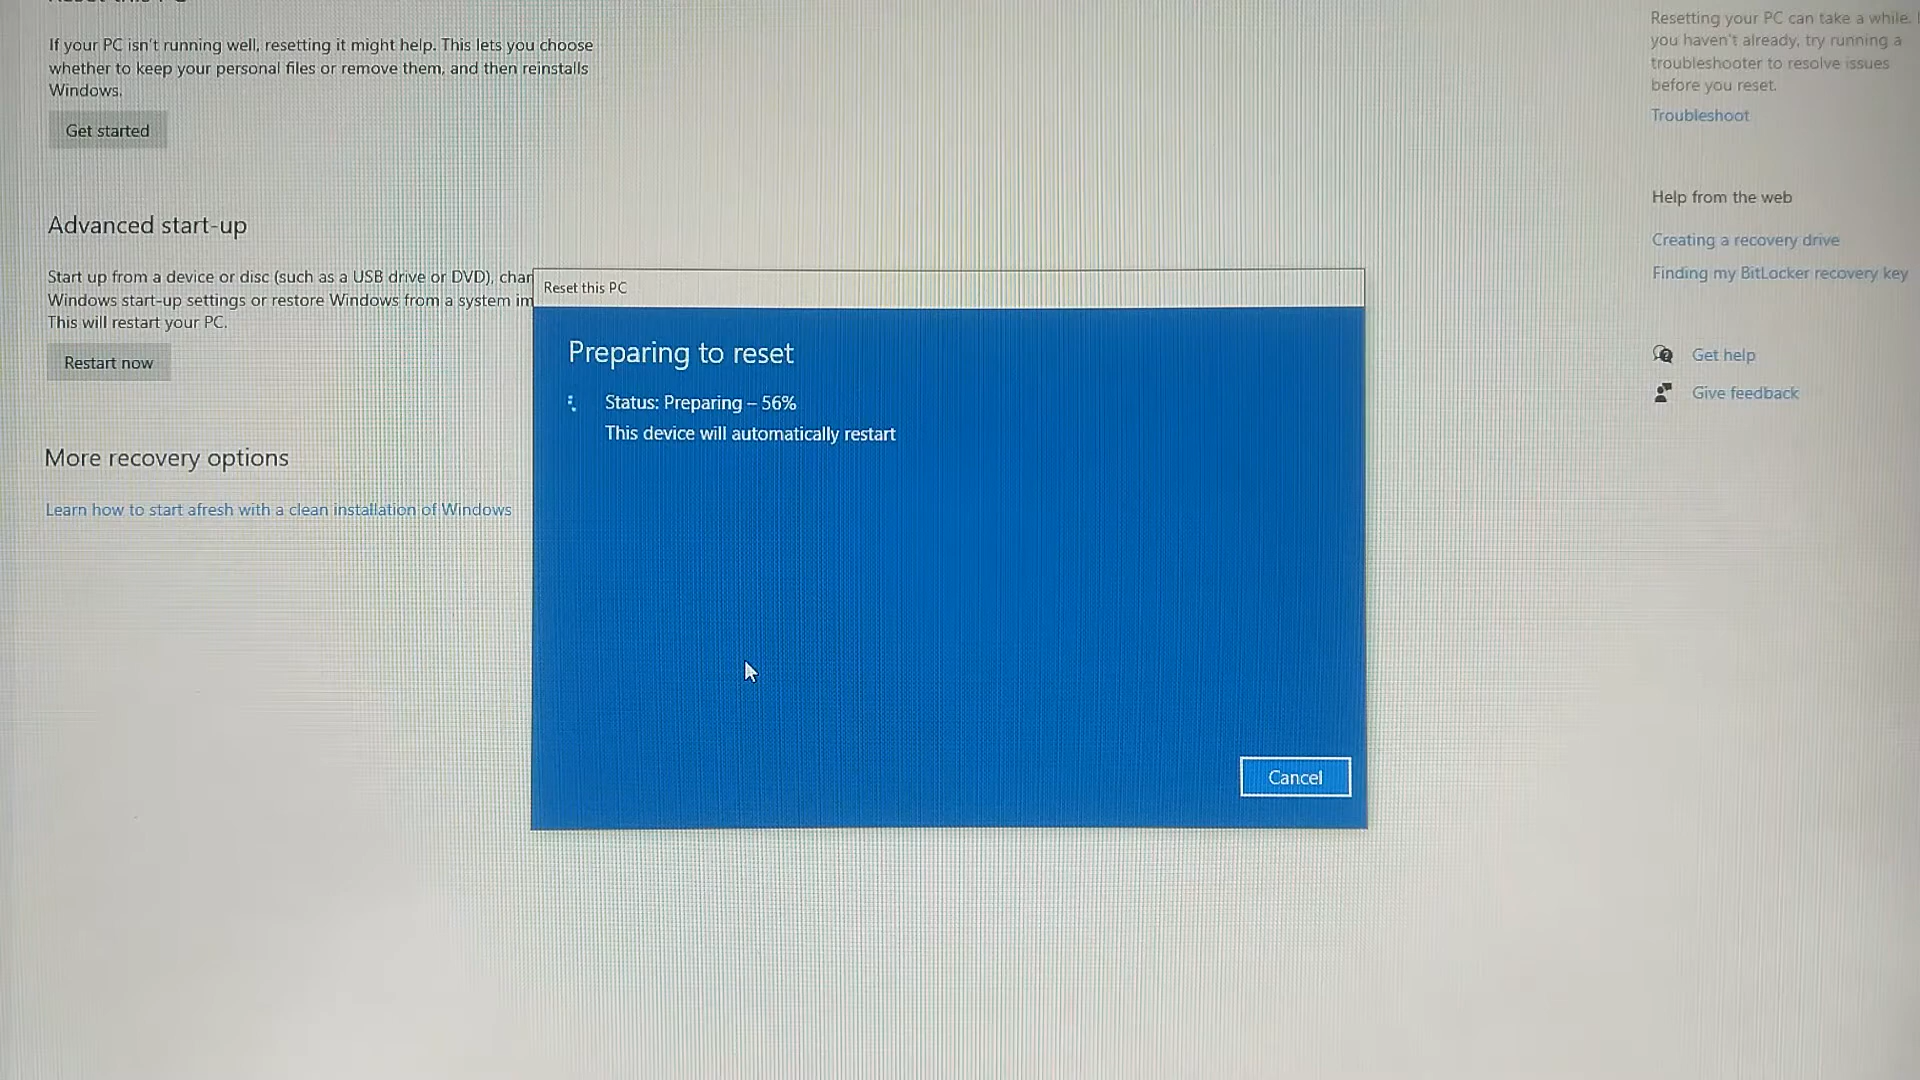 If your PC isn't running well, resetting it might help. This lets you choose
whether to keep your personal files or remove them, and then reinstalls
Windows.
Get started
Advanced start-up
Start up from a device or disc (such as a USB drive or DVD), chan
Windows start-up settings or restore Windows from a system im
This will restart your PC.
Restart now
More recovery options
Learn how to start afresh with a clean installation of Windows
Reset this PC
Preparing to reset
Status: Preparing – 56%
This device will automatically restart
Cancel
Resetting your PC can take a while.
you haven't already, try running a
troubleshooter to resolve issues
before you reset.
Troubleshoot
Help from the web
Creating a recovery drive
Finding my BitLocker recovery key
Get help
Give feedback